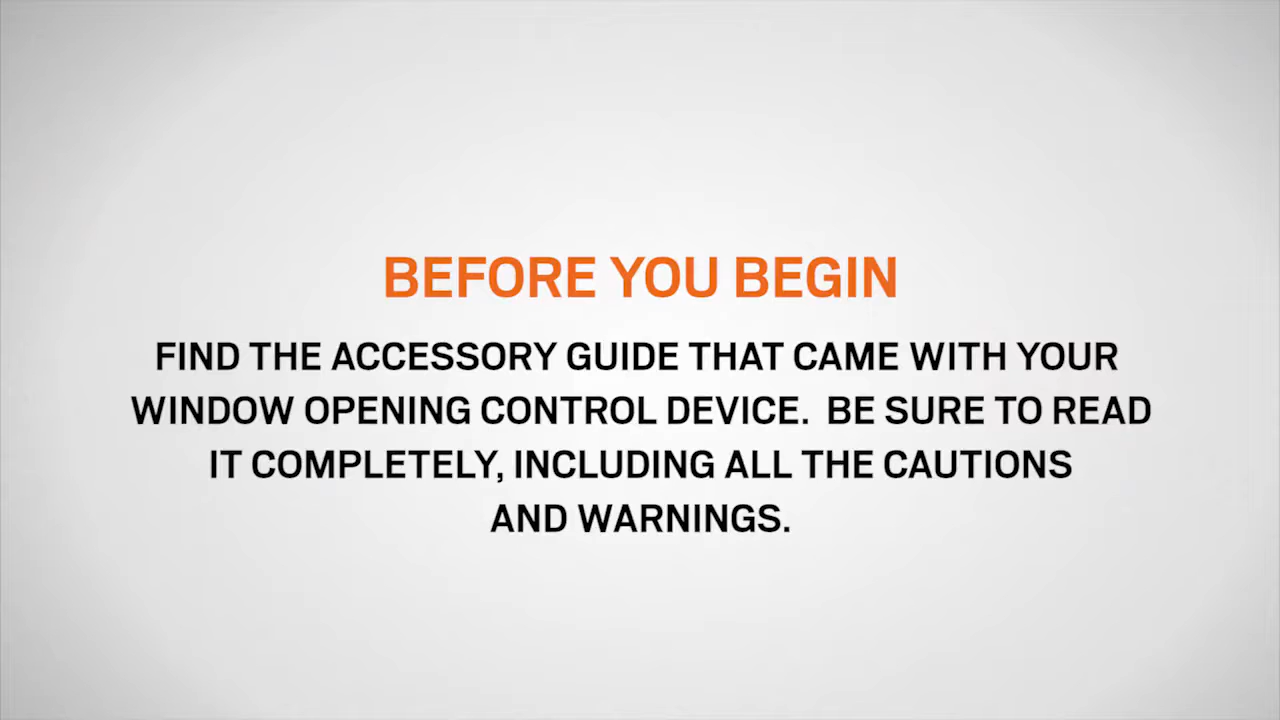 BEFORE YOU BEGIN
FIND THE ACCESSORY GUIDE THAT CAME WITH YOUR
WINDOW OPENING CONTROL DEVICE.  BE SURE TO READ
IT COMPLETELY, INCLUDING ALL THE CAUTIONS
AND WARNINGS.